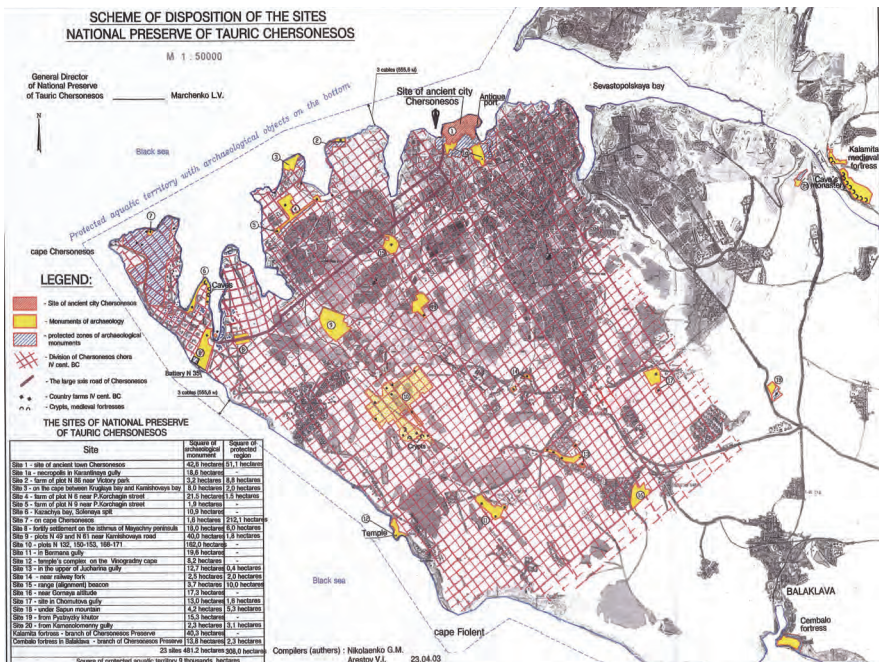 SCHEME OF DISPOSITION OF THE SITES
NATIONAL PRESERVE OF TAURIC CHERSONESOS
M 1 : 50000
General Director
of National Preserve
of Tauric Chersonesos
Marchenko L.V.
N
3 cables (555,6 м)
Site of ancient city
Chersonesos
Antique
port
Sevastopolskaya bay
Black sea
Protected aquatic territory with archaeological objects on the bottom
Kalamita
medieval
fortress
Cave's
monastery
cape Chersonesos
Caves
Battery N 35
3 cables (555,6 м)
Crypts
Temple
Black sea
cape Fiolent
BALAKLAVA
Cembalo
fortress
LEGEND:
- Site of ancient city Chersonesos
- Monuments of archaeology
- protected zones of archaeological
monuments
- Division of Chersonesos chora
IV cent. BC
- The large axis road of Chersonesos
- Country farms IV cent. BC
- Crypts, medieval fortresses
THE SITES OF NATIONAL PRESERVE
OF TAURIC CHERSONESOS
Site Square of archaeological monument Square of protected region
Site 1 - site of ancient town Chersonesos 42,8 hectares 51,1 hectares
Site 1a - necropolis in Karantinaya gully 18,6 hectares -
Site 2 - farm of plot N 86 near Victory park 3,2 hectares 8,8 hectares
Site 3 - on the cape between Kruglaya bay and Kamishovaya bay 8,0 hectares 2,0 hectares
Site 4 - farm of plot N 6 near P.Korchagin street 21,5 hectares 1,5 hectares
Site 5 - farm of plot N 9 near P.Korchagin street 1,9 hectares -
Site 6 - Kazachya bay, Solenaya spit 10,9 hectares -
Site 7 - on cape Chersonesos 1,6 hectares 212,1 hectares
Site 8 - fortify settlement on the isthmus of Mayachny peninsula 18,0 hectares 6,0 hectares
Site 9 - plots N 49 and N 61 near Kamishovaya road 40,0 hectares 1,8 hectares
Site 10 - plots N 132, 150-153, 168-171 162,0 hectares -
Site 11 - in Bermana gully 19,6 hectares -
Site 12 - temple's complex on the Vinogradny cape 8,2 hectares -
Site 13 - in the upper of Jucharina gully 12,7 hectares 0,4 hectares
Site 14 - near railway fork 2,5 hectares 2,0 hectares
Site 15 - range (alignment) beacon 3,7 hectares 10,0 hectares
Site 16 - near Gornaya altitude 17,3 hectares -
Site 17 - site in Chomutova gully 13,0 hectares 1,6 hectares
Site 18 - under Sapun mountain 4,2 hectares 5,3 hectares
Site 19 - from Pyatnyzky khutor 15,3 hectares -
Site 20 - from Kamenolomenny gully 2,3 hectares 3,1 hectares
Kalamita fortress - branch of Chersonesos Preserve 40,3 hectares
Cembalo fortress in Balaklava - branch of Chersonesos Preserve 13,8 hectares 2,3 hectares
23 sites 481,2 hectares 308,0 hectares
Square of protected aquatic territory 9 thousands hectares
Compilers (authors) : Nikolaenko G.M.
Arestov V.I. 23.04.03